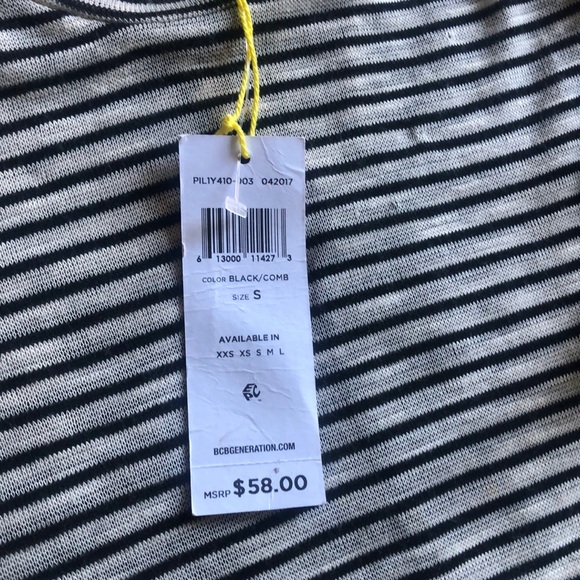 PIL1Y410-003 042017
6 13000 11427 3
COLOR BLACK/COMB
SIZE S
AVAILABLE IN
XXS XS S M L
BCBGENERATION.COM
MSRP $58.00